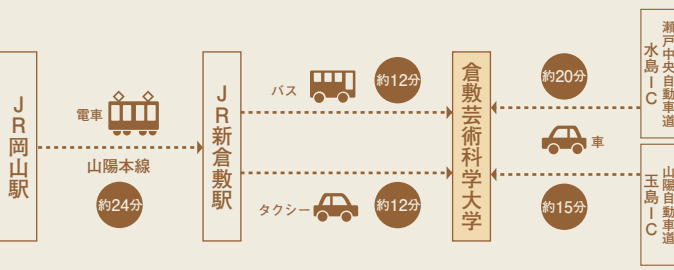 JR岡山駅
電車
山陽本線
約24分
JR新倉敷駅
バス
約12分
タクシー
約12分
倉敷芸術科学大学
約20分
車
約15分
瀬戸中央自動車道
水島IC
山陽自動車道
玉島IC